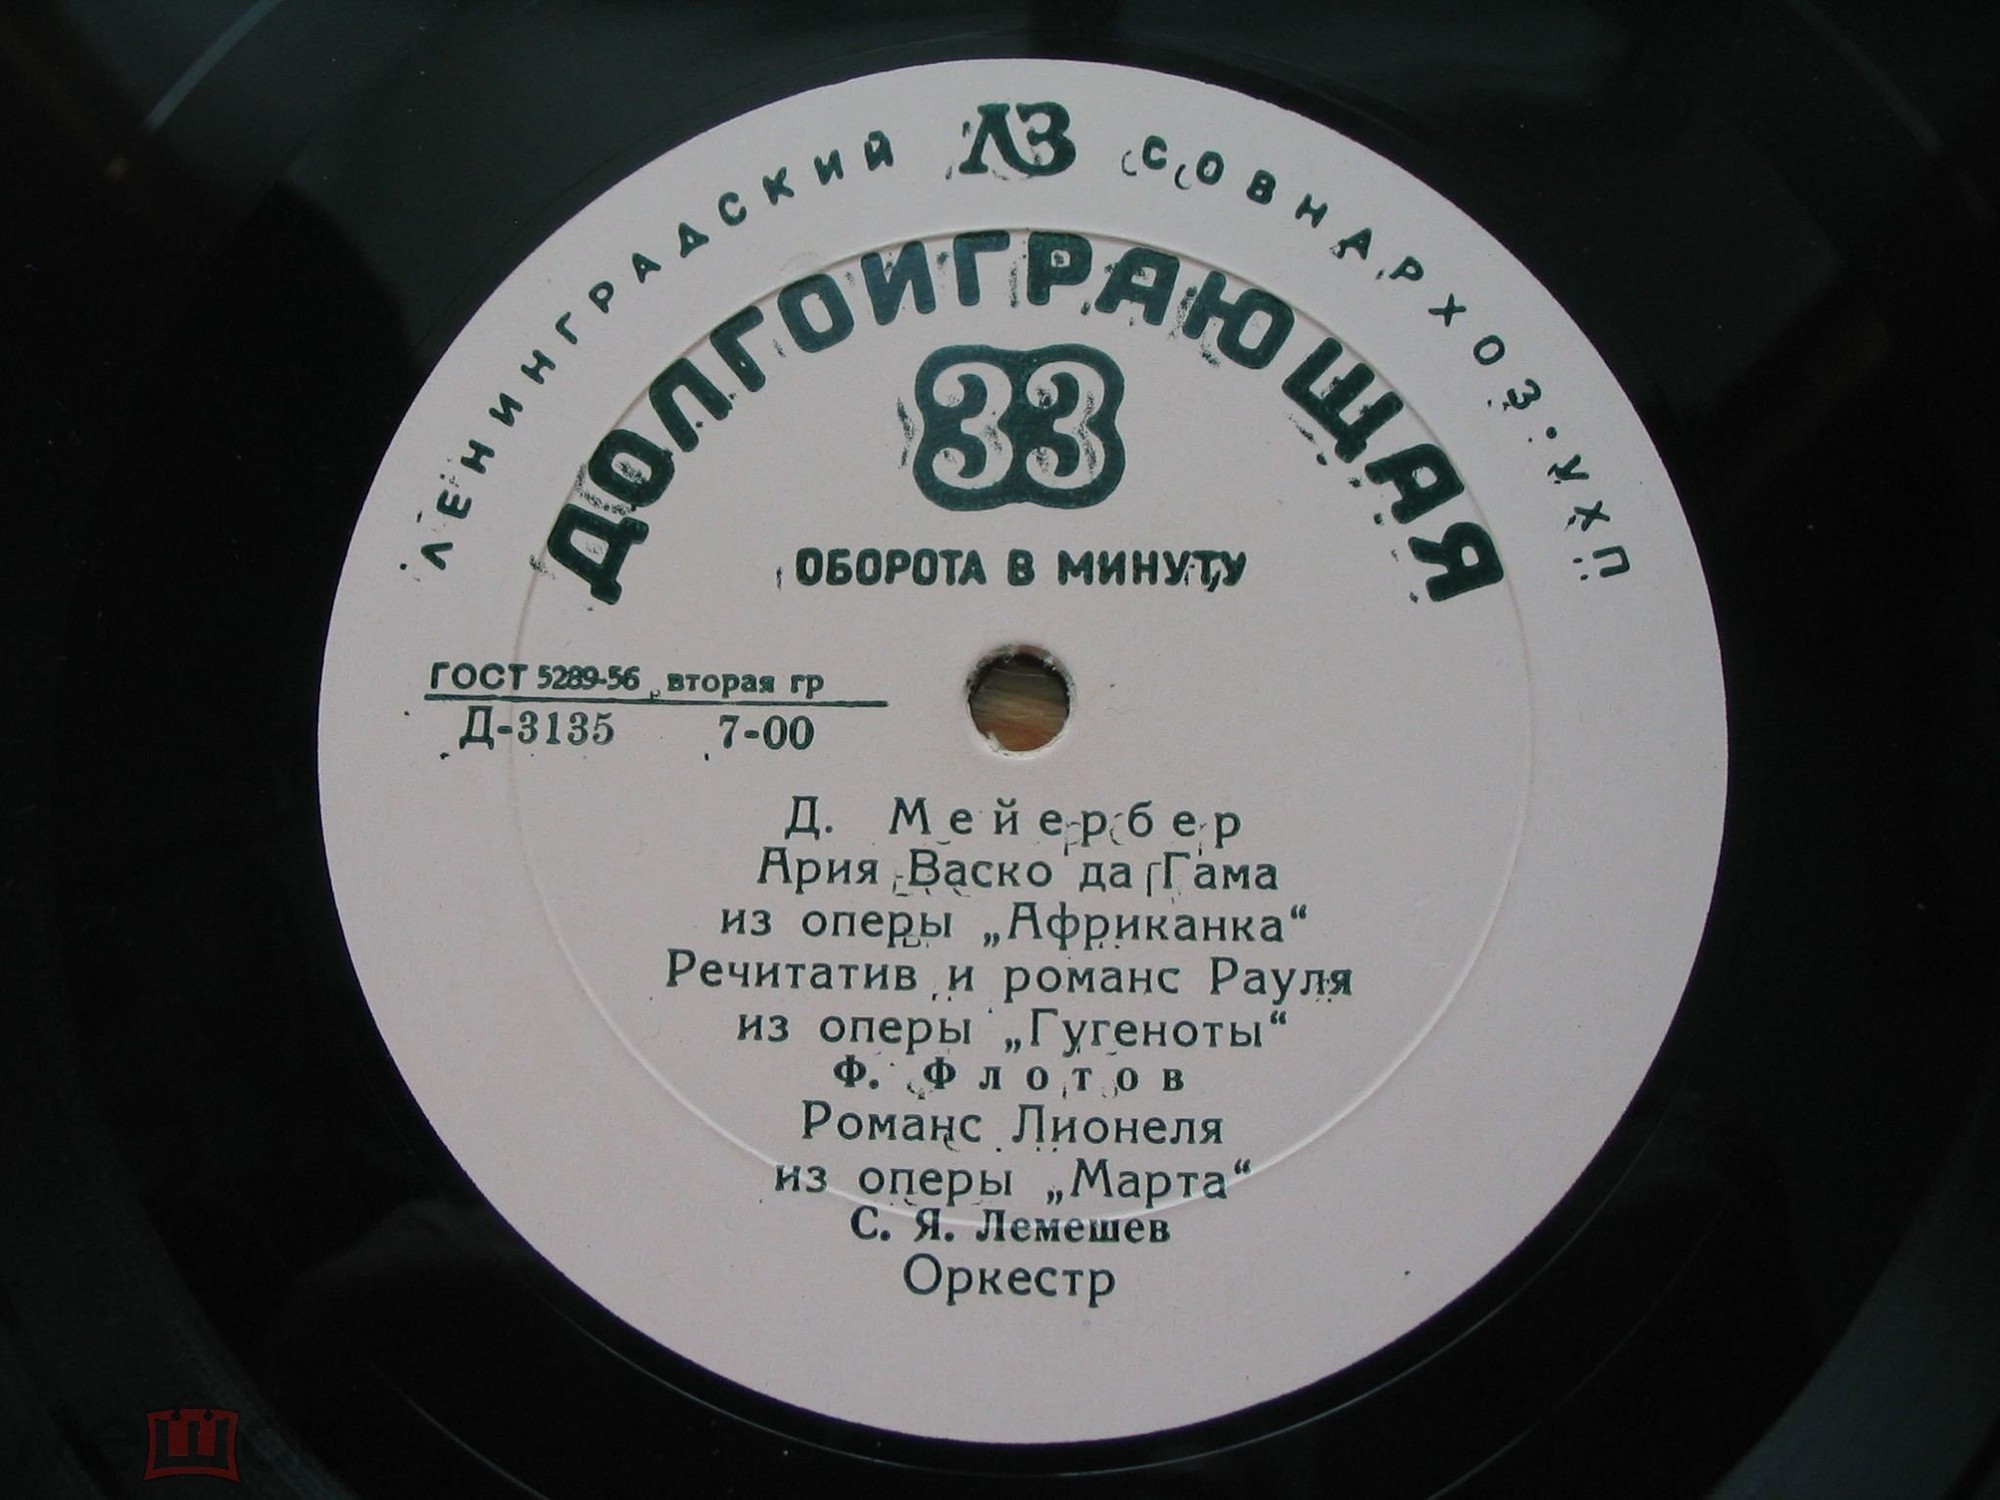 ЛЕНИНГРАДСКИЙ ЛЗ СОВНАРХОЗ·УХП
ДОЛГОИГРАЮЩАЯ
33
ОБОРОТА В МИНУТУ
ГОСТ 5289-56 вторая гр
Д-3135 7-00
Д. Мейербер
Ария Васко да Гама
из оперы „Африканка“
Речитатив и романс Рауля
из оперы „Гугеноты“
Ф. Флотов
Романс Лионеля
из оперы „Марта“
С. Я. Лемешев
Оркестр